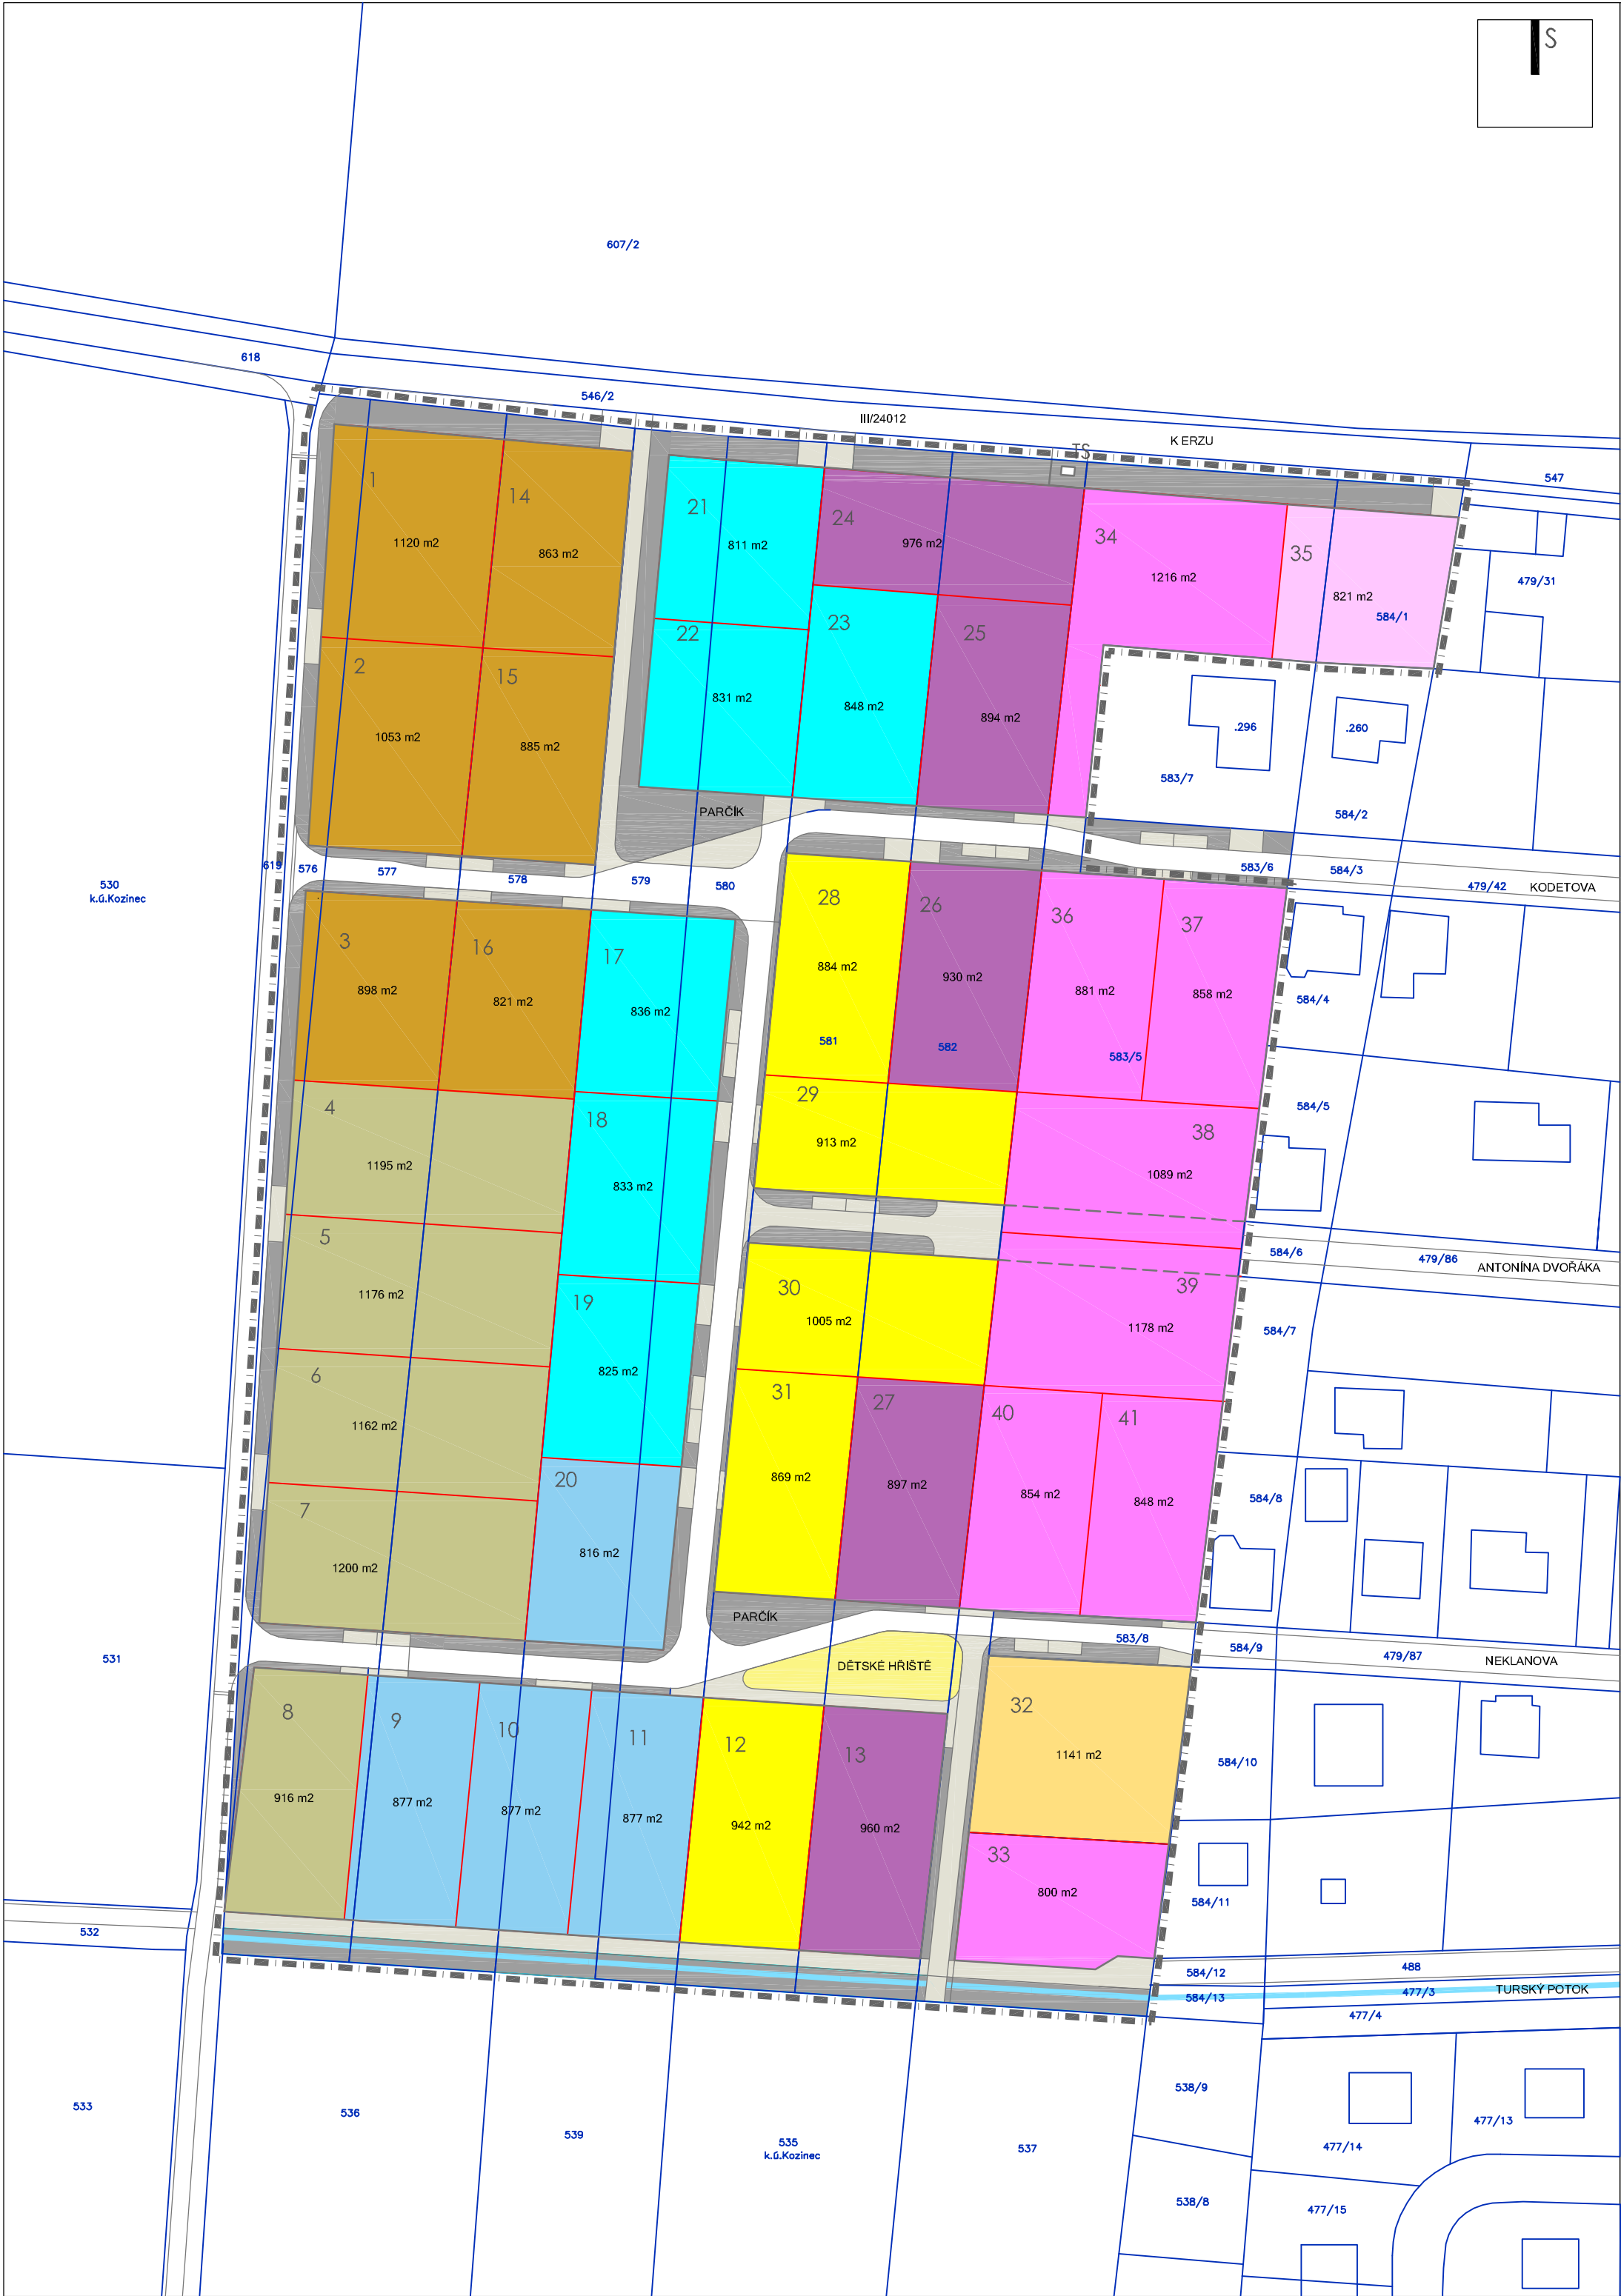 S
607/2
618
546/2
III/24012
K ERZU
TS
547
1
1120 m2
14
863 m2
21
811 m2
24
976 m2
34
1216 m2
35
821 m2
584/1
479/31
2
1053 m2
15
885 m2
22
831 m2
23
848 m2
25
894 m2
.296
.260
583/7
584/2
PARČÍK
530
k.ú.Kozinec
619
576
577
578
579
580
583/6
584/3
479/42
KODETOVA
3
898 m2
16
821 m2
17
836 m2
28
884 m2
581
26
930 m2
582
36
881 m2
583/5
37
858 m2
584/4
4
1195 m2
18
833 m2
29
913 m2
38
1089 m2
584/5
5
1176 m2
19
825 m2
30
1005 m2
39
1178 m2
584/6
479/86
ANTONÍNA DVOŘÁKA
584/7
6
1162 m2
31
869 m2
27
897 m2
40
854 m2
41
848 m2
584/8
7
1200 m2
20
816 m2
PARČÍK
583/8
584/9
479/87
NEKLANOVA
531
DĚTSKÉ HŘIŠTĚ
8
916 m2
9
877 m2
10
877 m2
11
877 m2
12
942 m2
13
960 m2
32
1141 m2
584/10
33
800 m2
584/11
532
584/12
488
584/13
477/3
TURSKÝ POTOK
477/4
533
536
539
535
k.ú.Kozinec
537
538/9
477/14
477/13
538/8
477/15